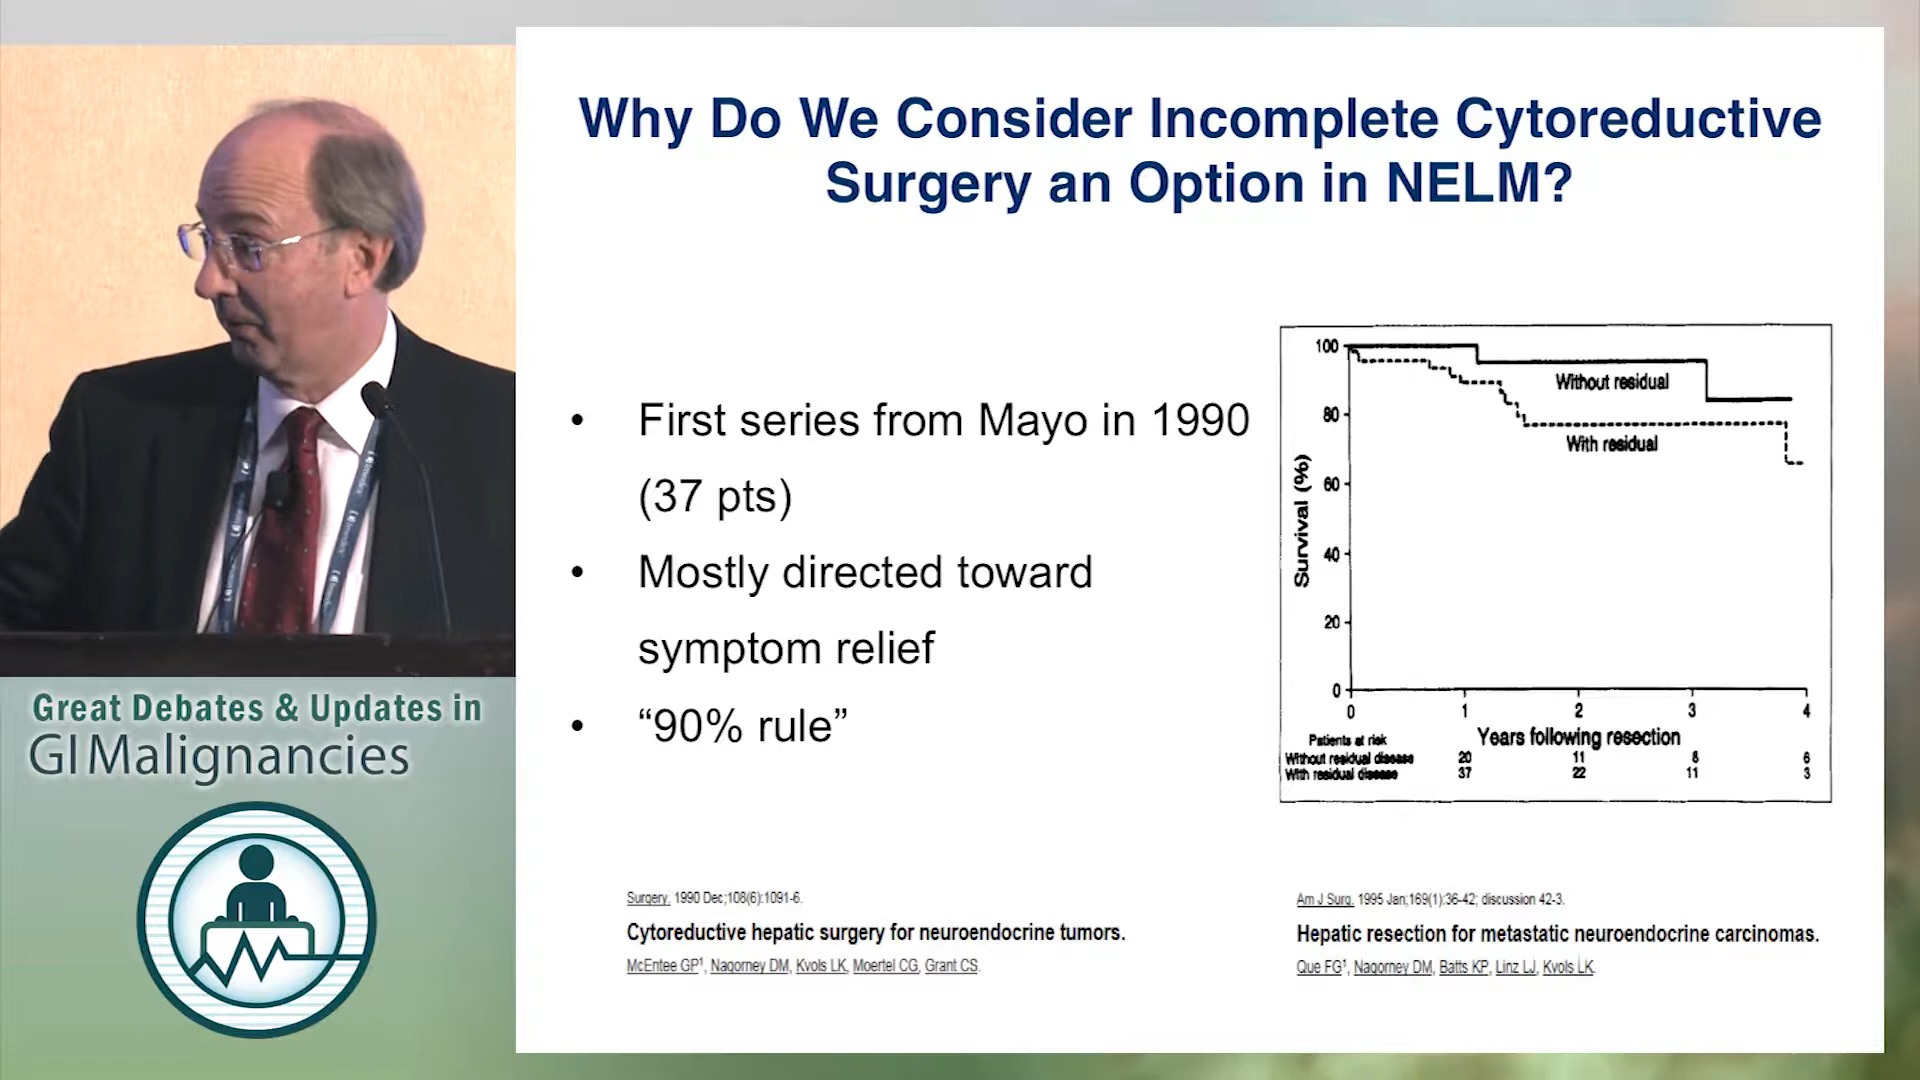 Why Do We Consider Incomplete Cytoreductive
Surgery an Option in NELM?
• First series from Mayo in 1990
(37 pts)
• Mostly directed toward
symptom relief
• “90% rule”
100
80
60
40
20
0
Survival (%)
Without residual
With residual
0 1 2 3 4
Years following resection
Patients at risk
Without residual disease 20 11 8 6
With residual disease 37 22 11 3
Surgery. 1990 Dec;108(6):1091-6.
Cytoreductive hepatic surgery for neuroendocrine tumors.
McEntee GP¹, Nagorney DM, Kvols LK, Moertel CG, Grant CS.
Am J Surg. 1995 Jan;169(1):36-42; discussion 42-3.
Hepatic resection for metastatic neuroendocrine carcinomas.
Que FG¹, Nagorney DM, Batts KP, Linz LJ, Kvols LK.
Great Debates & Updates in
GI Malignancies